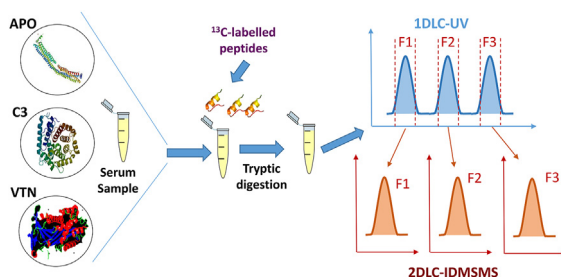 APO
C3
VTN
Serum
Sample
¹³C-labelled
peptides
Tryptic
digestion
1DLC-UV
F1 F2 F3
F1 F2 F3
2DLC-IDMSMS